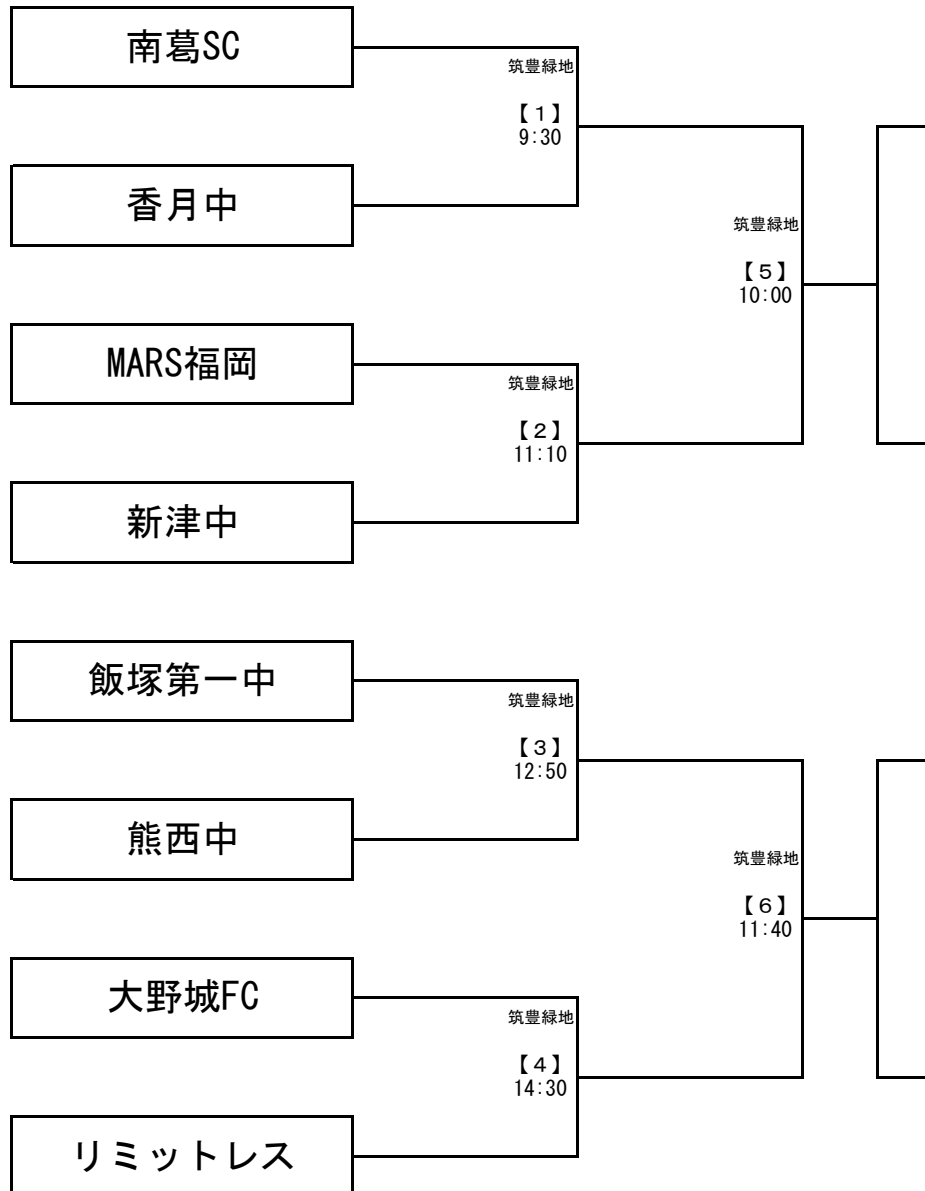 南葛SC
筑豊緑地
【１】
9:30
香月中
筑豊緑地
【５】
10:00
MARS福岡
筑豊緑地
【２】
11:10
新津中
飯塚第一中
筑豊緑地
【３】
12:50
熊西中
筑豊緑地
【６】
11:40
大野城FC
筑豊緑地
【４】
14:30
リミットレス